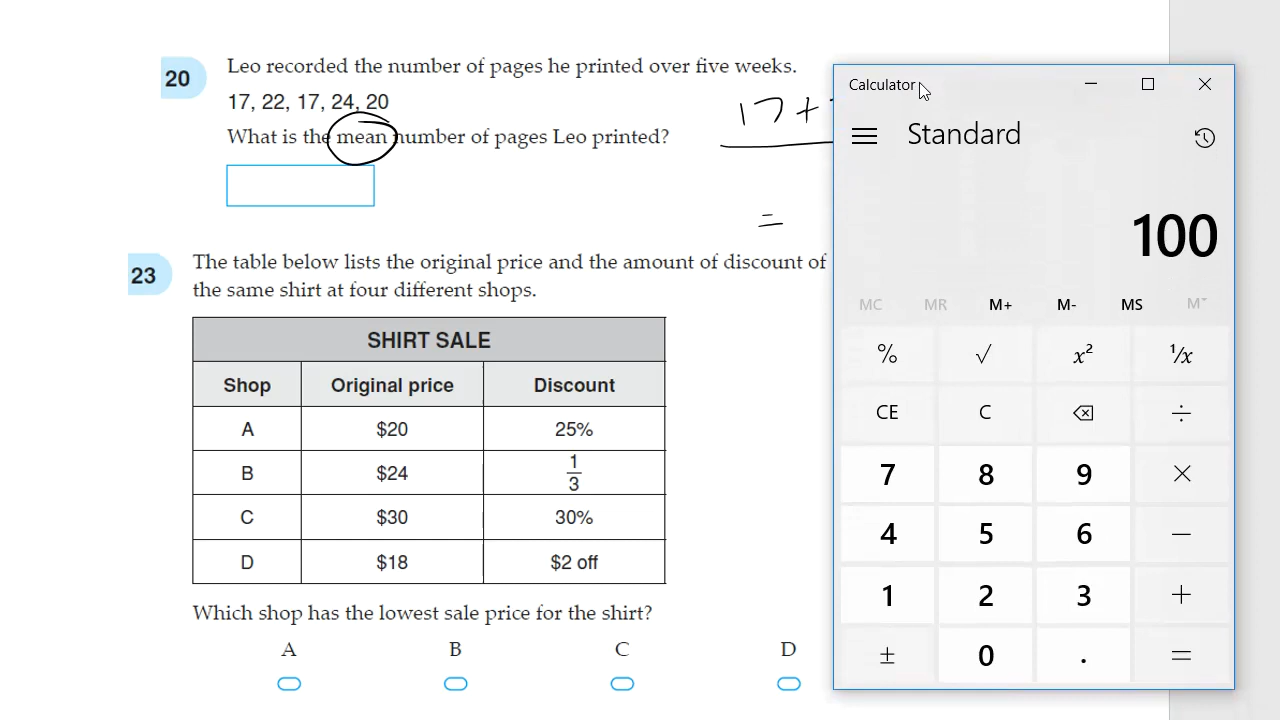 20
Leo recorded the number of pages he printed over five weeks.
17, 22, 17, 24, 20
What is the mean number of pages Leo printed?
17+
=
23
The table below lists the original price and the amount of discount of
the same shirt at four different shops.
SHIRT SALE
Shop Original price Discount
A $20 25%
B $24 1/3
C $30 30%
D $18 $2 off
Which shop has the lowest sale price for the shirt?
A B C D
Calculator
Standard
100
MC MR M+ M- MS M˅
% √ x² ¹/x
CE C ÷
7 8 9 ×
4 5 6 −
1 2 3 +
± 0 . =